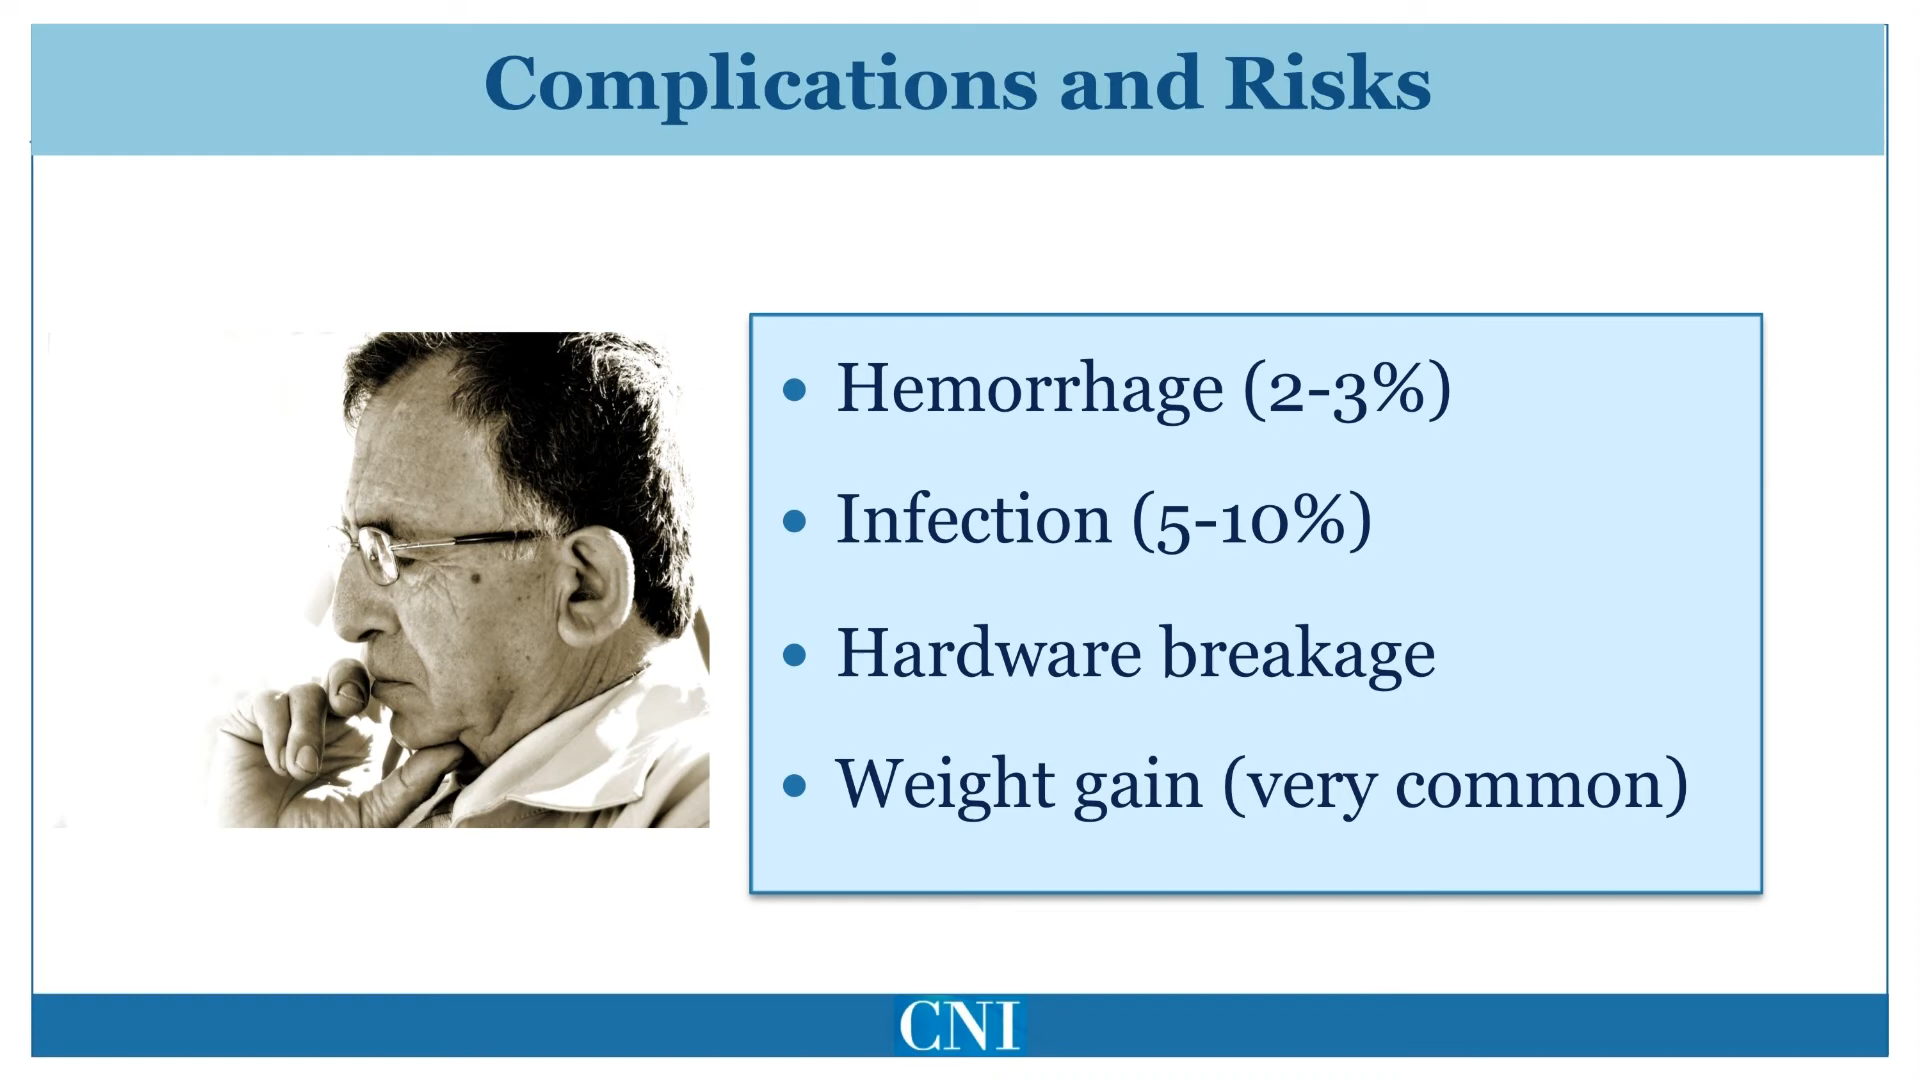 Complications and Risks
• Hemorrhage (2-3%)
• Infection (5-10%)
• Hardware breakage
• Weight gain (very common)
CNI